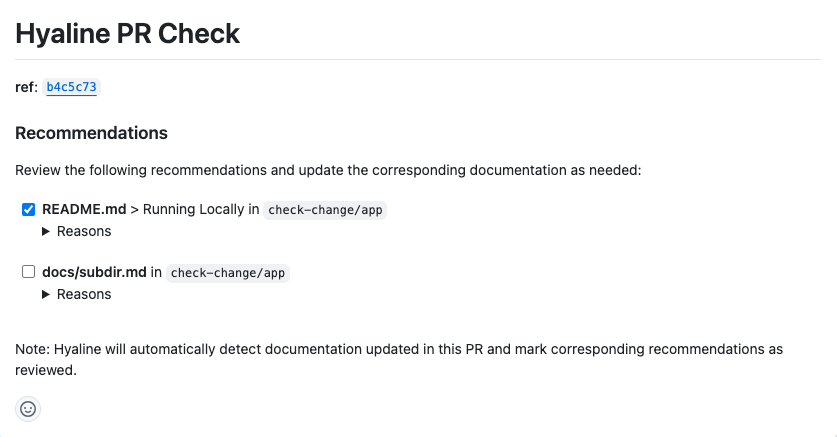 Hyaline PR Check
ref: b4c5c73
Recommendations
Review the following recommendations and update the corresponding documentation as needed:
README.md > Running Locally in check-change/app
Reasons
docs/subdir.md in check-change/app
Reasons
Note: Hyaline will automatically detect documentation updated in this PR and mark corresponding recommendations as
reviewed.